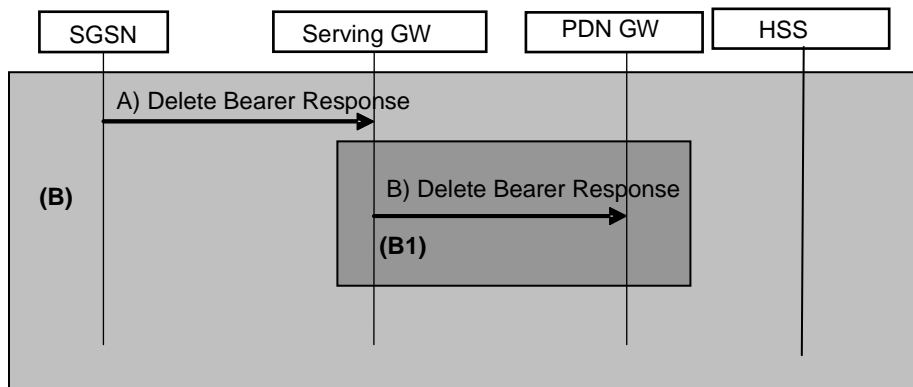 SGSN
Serving GW
PDN GW
HSS
A) Delete Bearer Response
B) Delete Bearer Response
(B)
(B1)